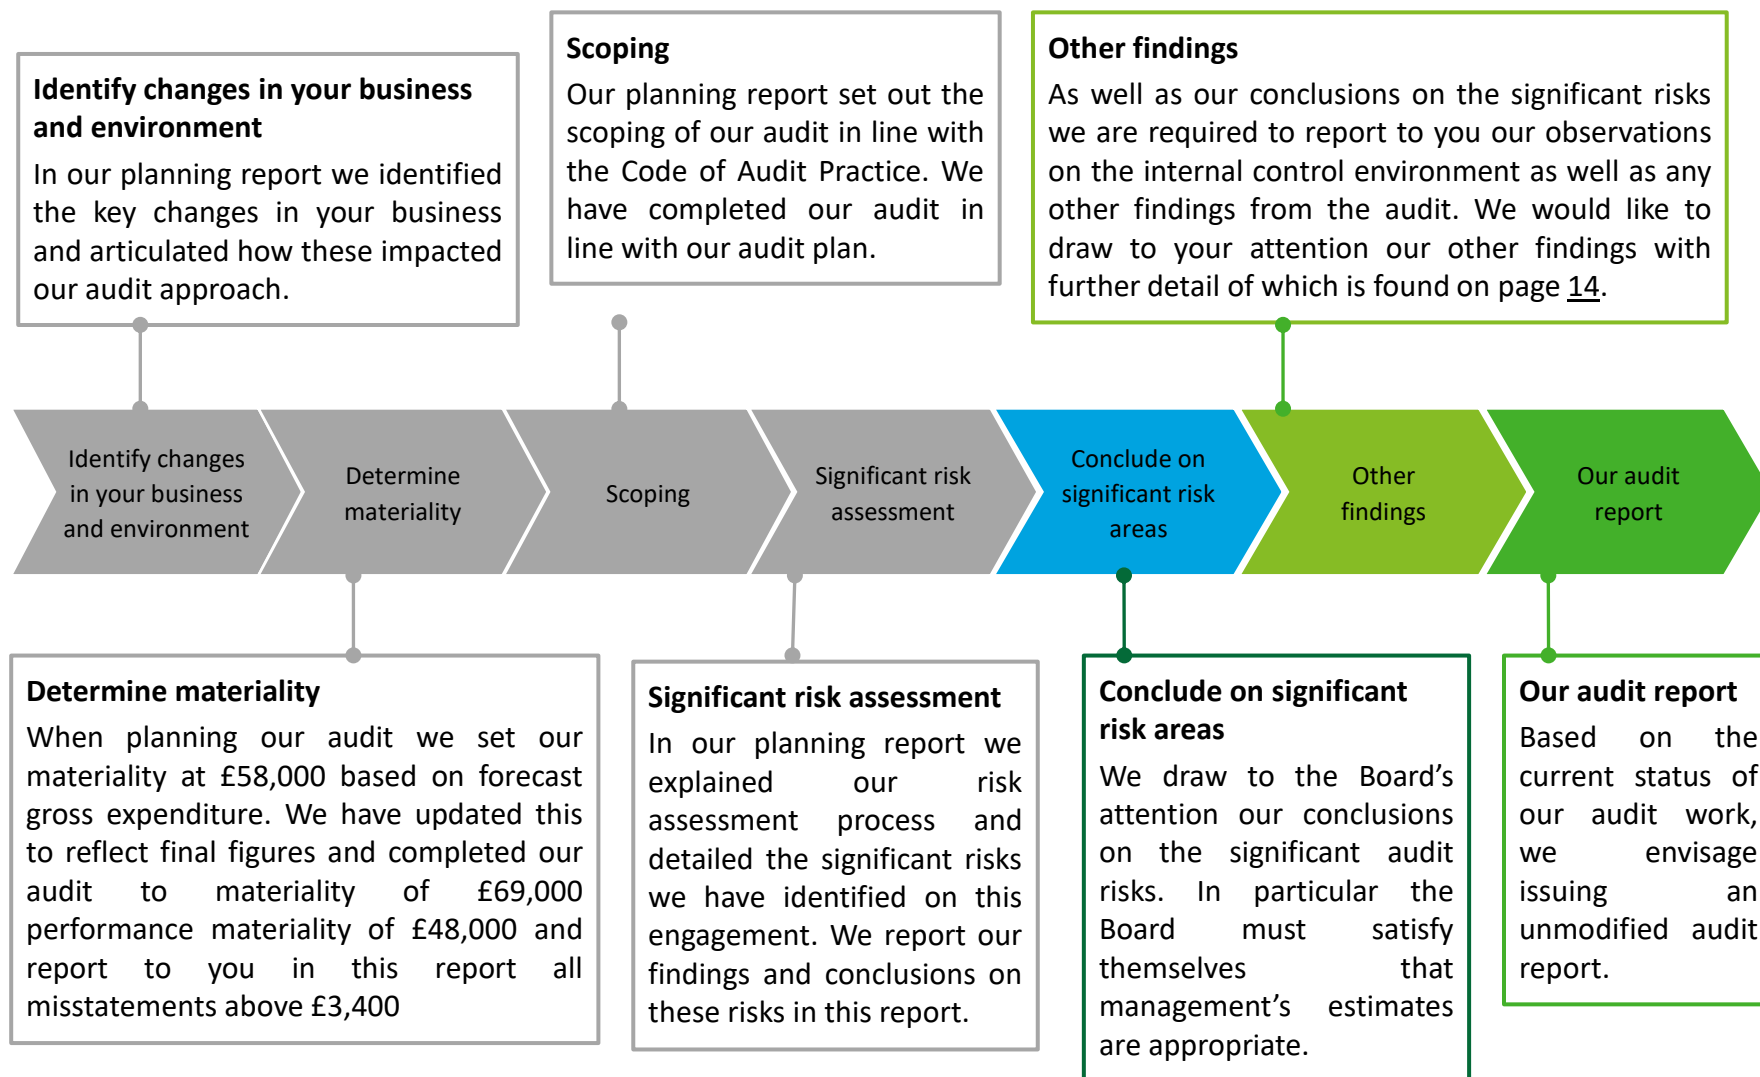 Identify changes in your business
and environment
In our planning report we identified
the key changes in your business
and articulated how these impacted
our audit approach.
Scoping
Our planning report set out the
scoping of our audit in line with
the Code of Audit Practice. We
have completed our audit in
line with our audit plan.
Other findings
As well as our conclusions on the significant risks
we are required to report to you our observations
on the internal control environment as well as any
other findings from the audit. We would like to
draw to your attention our other findings with
further detail of which is found on page 14.
Identify changes
in your business
and environment
Determine
materiality
Scoping
Significant risk
assessment
Conclude on
significant risk
areas
Other
findings
Our audit
report
Determine materiality
When planning our audit we set our
materiality at £58,000 based on forecast
gross expenditure. We have updated this
to reflect final figures and completed our
audit to materiality of £69,000
performance materiality of £48,000 and
report to you in this report all
misstatements above £3,400
Significant risk assessment
In our planning report we
explained our risk
assessment process and
detailed the significant risks
we have identified on this
engagement. We report our
findings and conclusions on
these risks in this report.
Conclude on significant
risk areas
We draw to the Board’s
attention our conclusions
on the significant audit
risks. In particular the
Board must satisfy
themselves that
management’s estimates
are appropriate.
Our audit report
Based on the
current status of
our audit work,
we envisage
issuing an
unmodified audit
report.